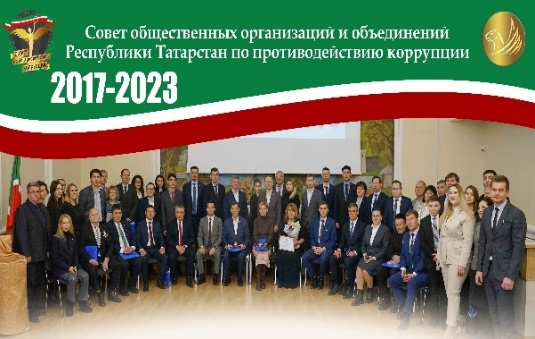 Совет общественных организаций и объединений
Республики Татарстан по противодействию коррупции
2017-2023